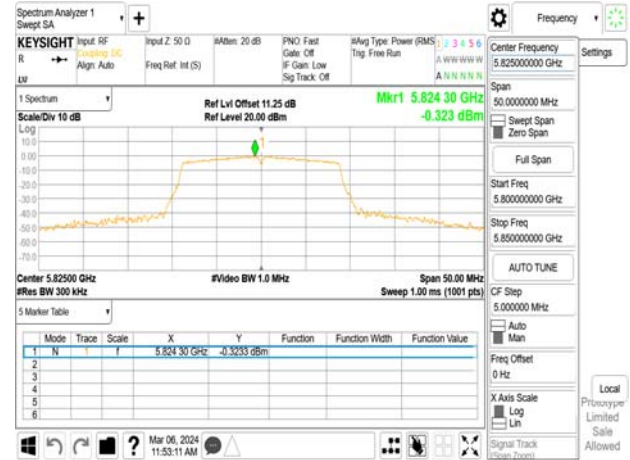 Spectrum Analyzer 1
Swept SA
+
Frequency
KEYSIGHT
Input: RF
Input Z: 50 Ω
#Atten: 20 dB
PNO: Fast
#Avg Type: Power (RMS
1 2 3 4 5 6
R
Coupling: DC
Gate: Off
Trig: Free Run
A WW WW W
Align: Auto
Freq Ref: Int (S)
IF Gain: Low
Sig Track: Off
A N N N N N
LXI
1 Spectrum
Ref Lvl Offset 11.25 dB
Mkr1 5.824 30 GHz
Scale/Div 10 dB
Ref Level 20.00 dBm
-0.323 dBm
Log
10.0
0.00
-10.0
-20.0
-30.0
-40.0
-50.0
-60.0
-70.0
1
Center 5.82500 GHz
#Video BW 1.0 MHz
Span 50.00 MHz
#Res BW 300 kHz
Sweep 1.00 ms (1001 pts)
5 Marker Table
Mode Trace Scale X Y Function Function Width Function Value
1 N 1 f 5.824 30 GHz -0.3233 dBm
2
3
4
5
6
Mar 06, 2024
11:53:11 AM
Center Frequency
5.825000000 GHz
Settings
Span
50.0000000 MHz
Swept Span
Zero Span
Full Span
Start Freq
5.800000000 GHz
Stop Freq
5.850000000 GHz
AUTO TUNE
CF Step
5.000000 MHz
Auto
Man
Freq Offset
0 Hz
X Axis Scale
Log
Lin
Signal Track
(Span Zoom)
Local
Prototype
Limited
Sale
Allowed